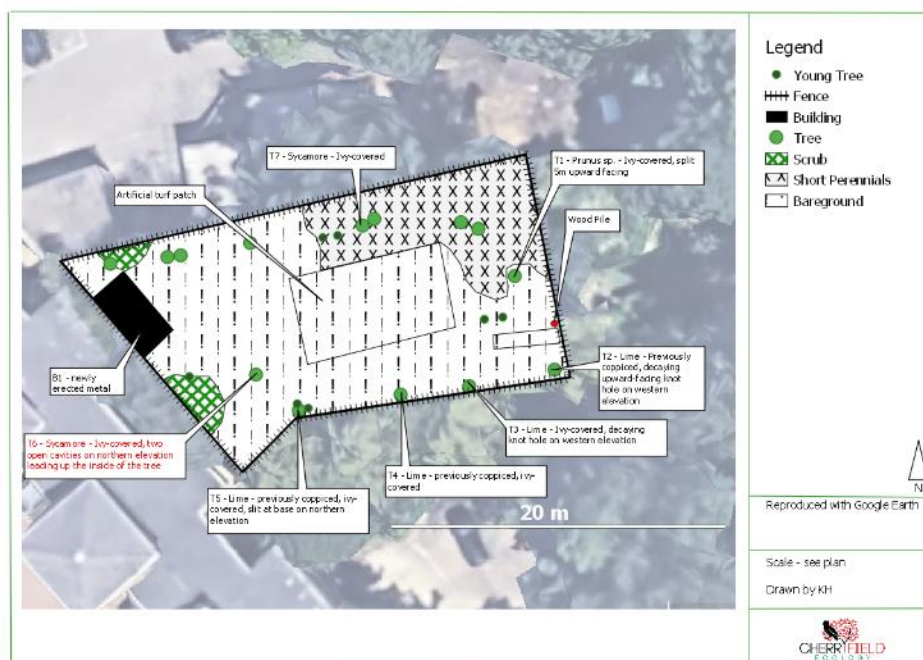 T7 - Sycamore - Ivy-covered
T1 - Prunus sp. - Ivy-covered, split
5m upward facing
Artificial turf patch
Wood Pile
B1 - newly
erected metal
T2 - Lime - Previously
coppiced, decaying
upward-facing knot
hole on western
elevation
T3 - Lime - Ivy-covered, decaying
knot hole on western elevation
T6 - Sycamore - Ivy-covered, two
open cavities on northern elevation
leading up the inside of the tree
T4 - Lime - previously coppiced, ivy-
covered
T5 - Lime - previously coppiced, ivy-
covered, slit at base on northern
elevation
20 m
Legend
Young Tree
Fence
Building
Tree
Scrub
Short Perennials
Bareground
N
Reproduced with Google Earth
Scale - see plan
Drawn by KH
CHERRYFIELD
ECOLOGY